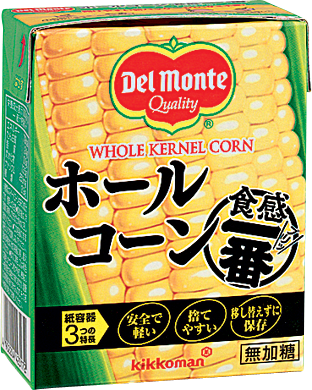 Del Monte
Quality
®
WHOLE KERNEL CORN
ホール
コーン
食感
一番
紙容器
3つの特長
安全で
軽い
捨て
やすい
移し替えずに
保存
kikkoman®
無加糖